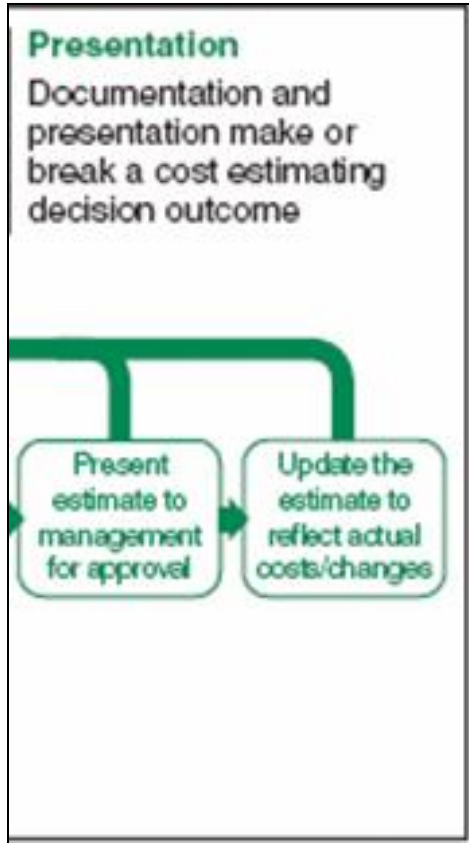 Presentation
Documentation and
presentation make or
break a cost estimating
decision outcome
Present
estimate to
management
for approval
Update the
estimate to
reflect actual
costs/changes